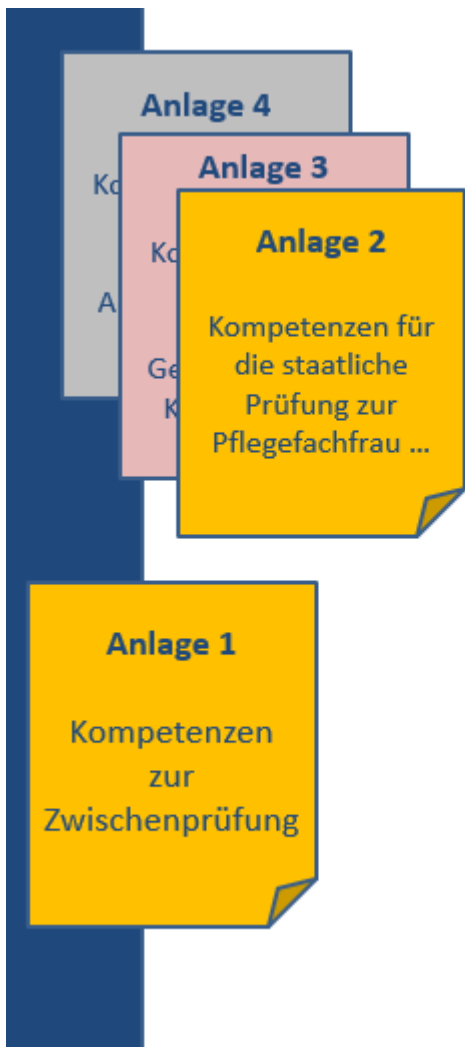 Anlage 4
Anlage 3
Anlage 2
Kompetenzen für
die staatliche
Prüfung zur
Pflegefachfrau ...
Anlage 1
Kompetenzen
zur
Zwischenprüfung